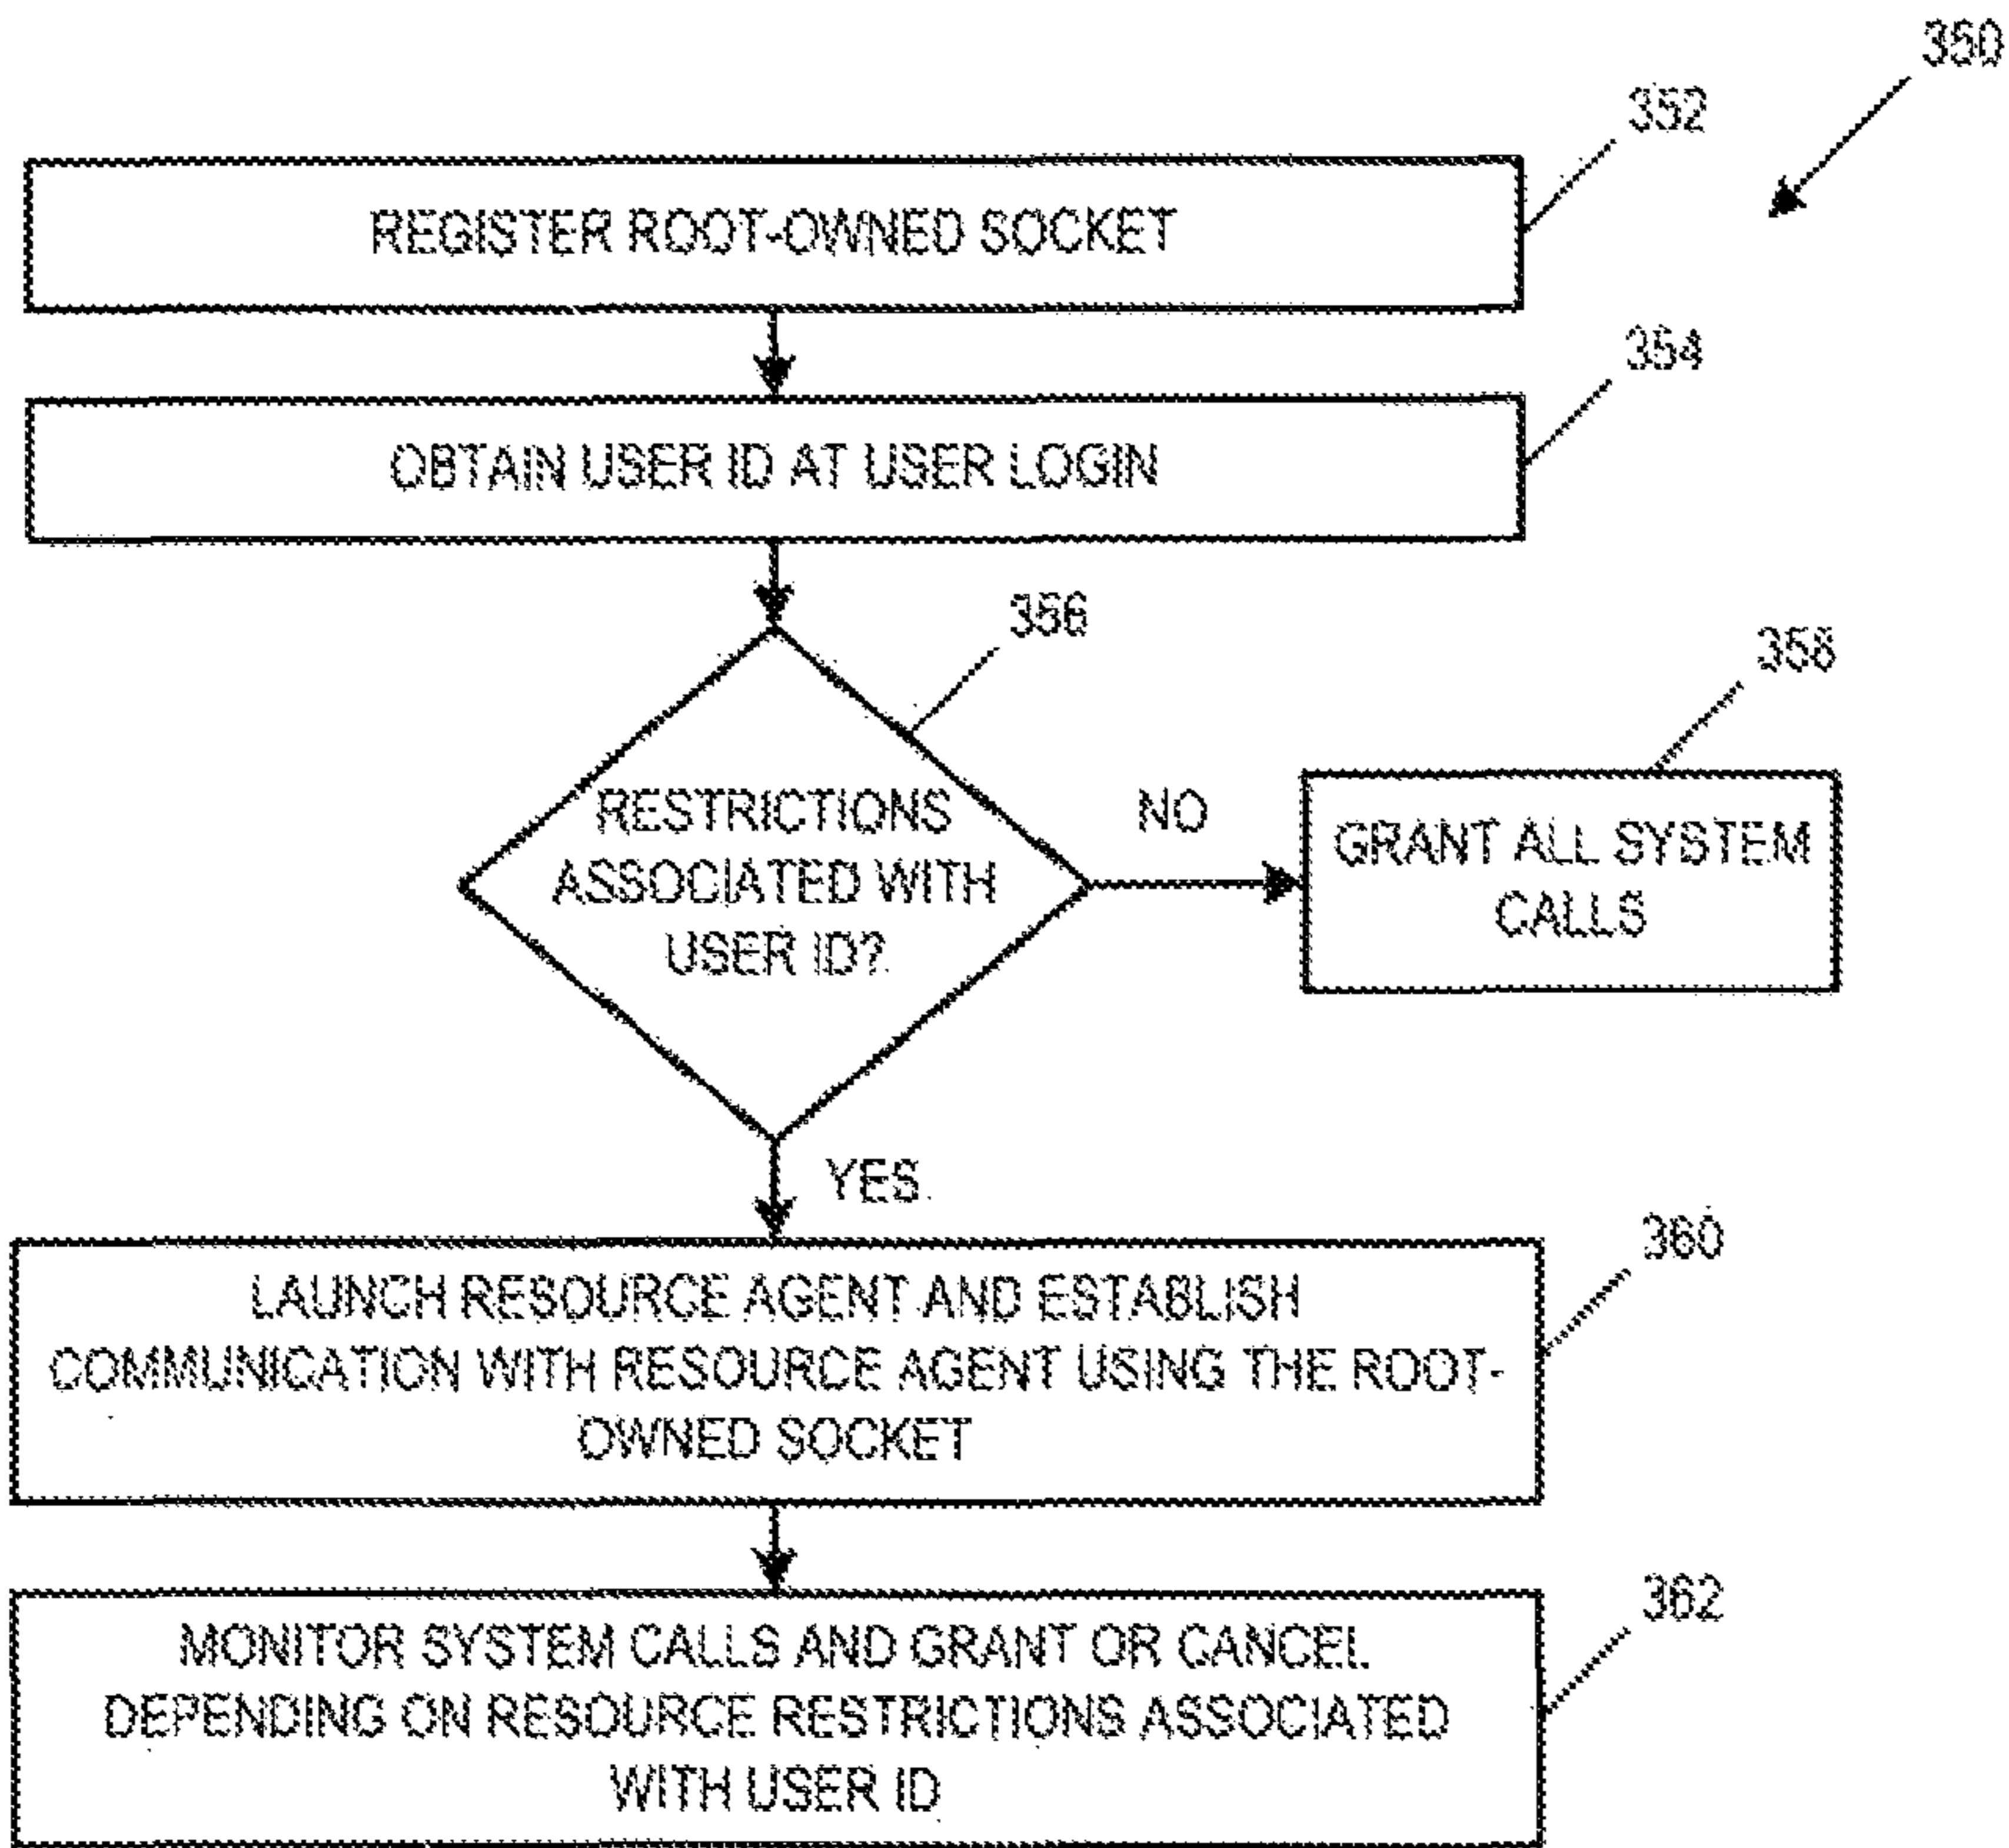 350
352
REGISTER ROOT-OWNED SOCKET
354
OBTAIN USER ID AT USER LOGIN
356
358
RESTRICTIONS
ASSOCIATED WITH
USER ID?
NO
GRANT ALL SYSTEM
CALLS
YES
360
LAUNCH RESOURCE AGENT AND ESTABLISH
COMMUNICATION WITH RESOURCE AGENT USING THE ROOT-
OWNED SOCKET
362
MONITOR SYSTEM CALLS AND GRANT OR CANCEL
DEPENDING ON RESOURCE RESTRICTIONS ASSOCIATED
WITH USER ID